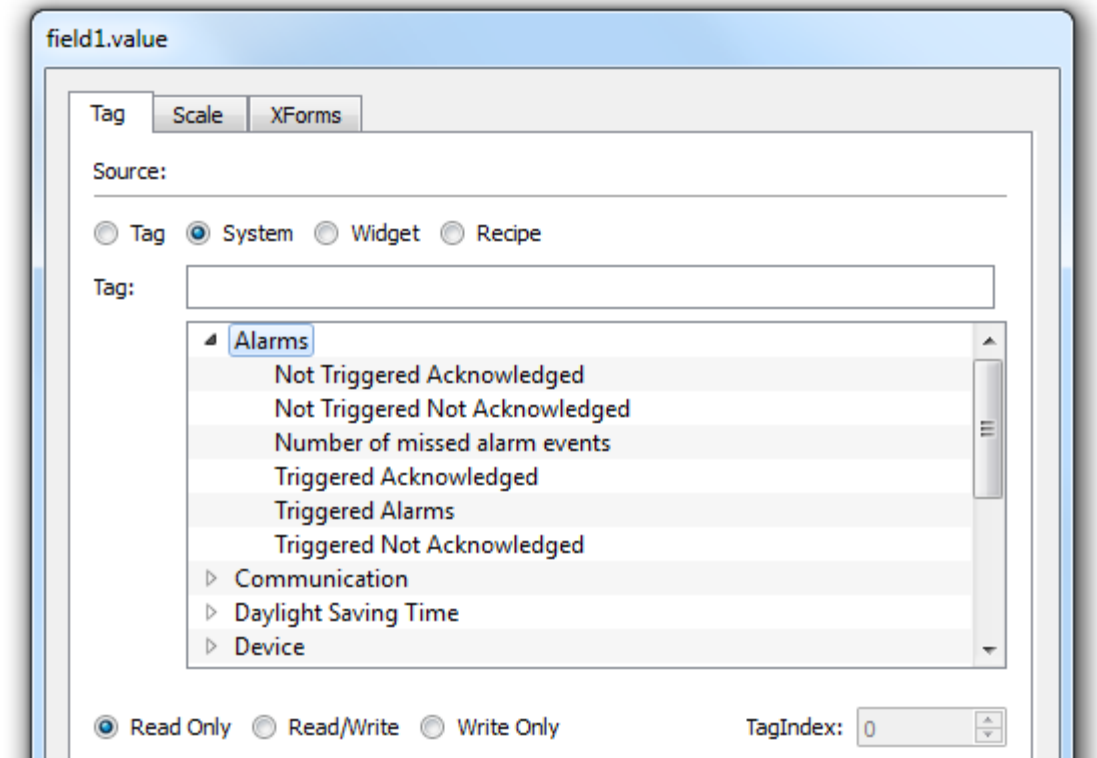 field1.value
Tag Scale XForms
Source:
Tag System Widget Recipe
Tag:
Alarms
Not Triggered Acknowledged
Not Triggered Not Acknowledged
Number of missed alarm events
Triggered Acknowledged
Triggered Alarms
Triggered Not Acknowledged
Communication
Daylight Saving Time
Device
Read Only Read/Write Write Only TagIndex: 0